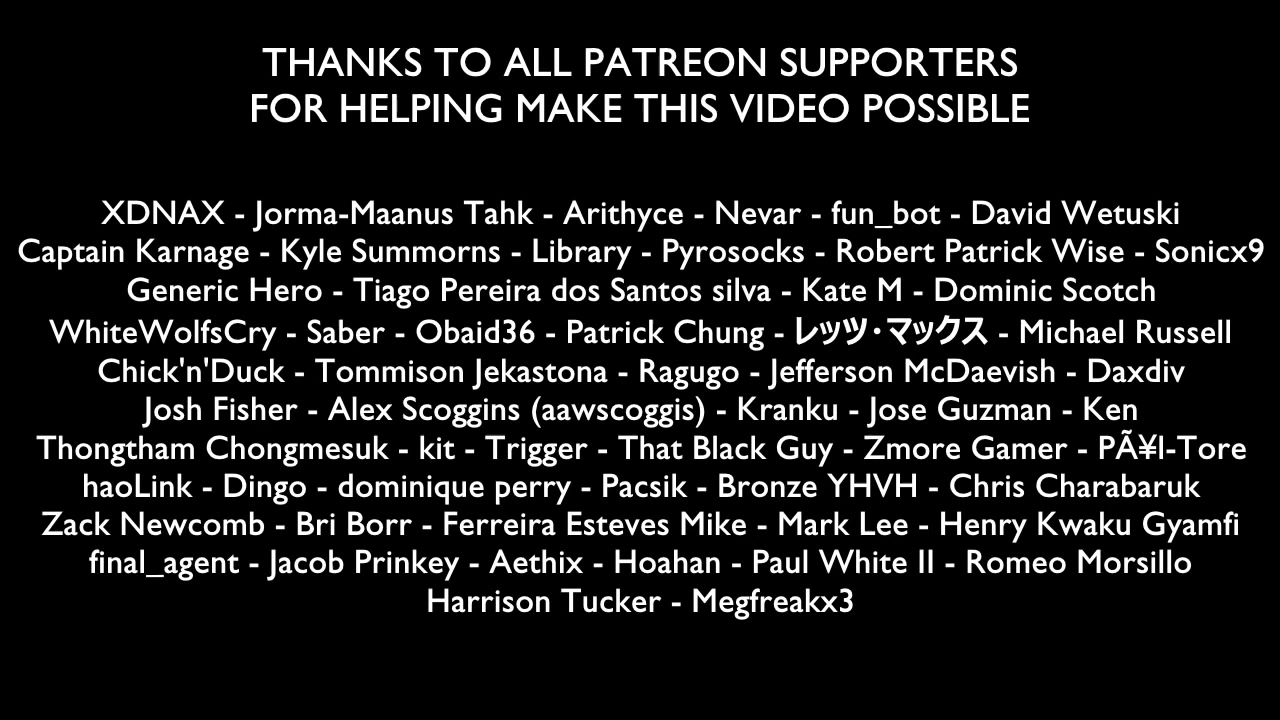 THANKS TO ALL PATREON SUPPORTERS
FOR HELPING MAKE THIS VIDEO POSSIBLE
XDNAX - Jorma-Maanus Tahk - Arithyce - Nevar - fun_bot - David Wetuski
Captain Karnage - Kyle Summorns - Library - Pyrosocks - Robert Patrick Wise - Sonicx9
Generic Hero - Tiago Pereira dos Santos silva - Kate M - Dominic Scotch
WhiteWolfsCry - Saber - Obaid36 - Patrick Chung - レッツ・マックス - Michael Russell
Chick'n'Duck - Tommison Jekastona - Ragugo - Jefferson McDaevish - Daxdiv
Josh Fisher - Alex Scoggins (aawscoggis) - Kranku - Jose Guzman - Ken
Thongtham Chongmesuk - kit - Trigger - That Black Guy - Zmore Gamer - PÃ¥l-Tore
haoLink - Dingo - dominique perry - Pacsik - Bronze YHVH - Chris Charabaruk
Zack Newcomb - Bri Borr - Ferreira Esteves Mike - Mark Lee - Henry Kwaku Gyamfi
final_agent - Jacob Prinkey - Aethix - Hoahan - Paul White II - Romeo Morsillo
Harrison Tucker - Megfreakx3